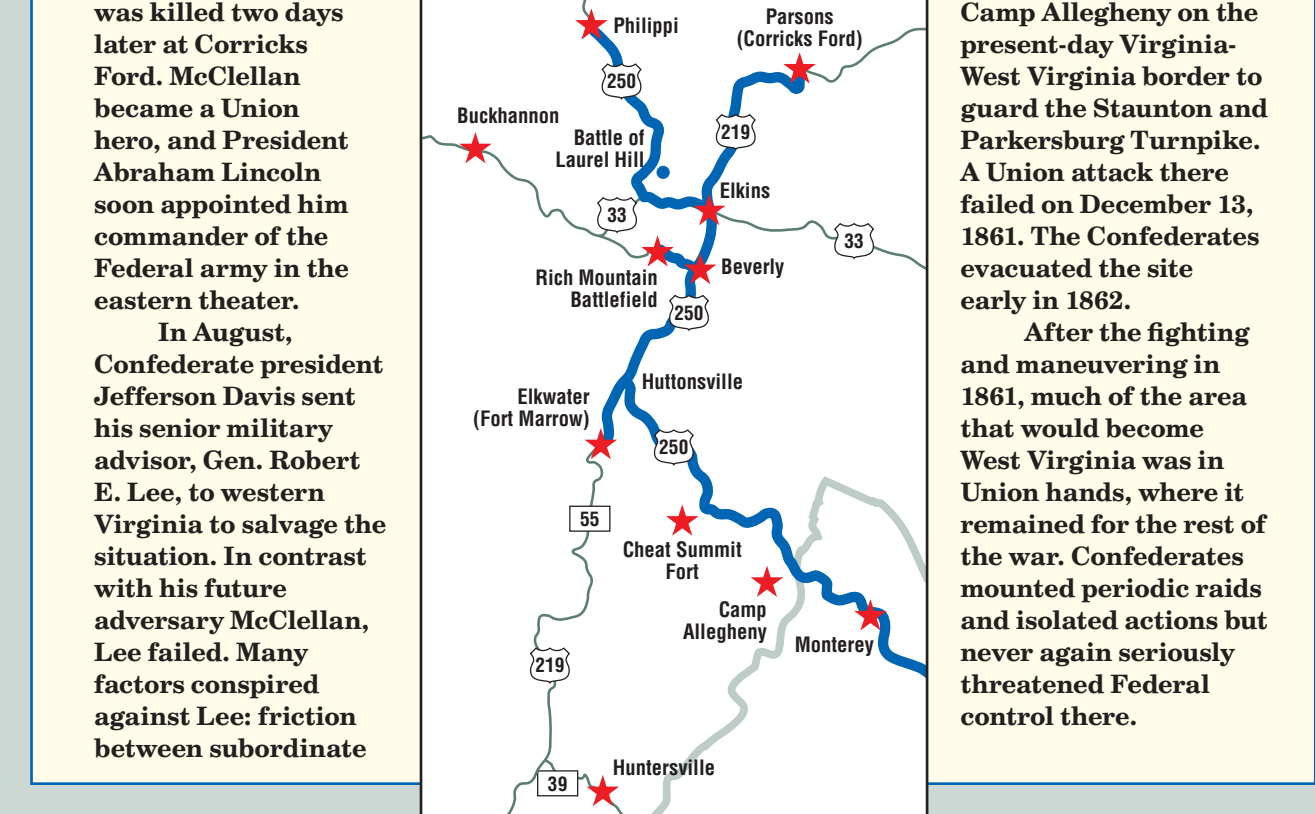 was killed two days
later at Corricks
Ford. McClellan
became a Union
hero, and President
Abraham Lincoln
soon appointed him
commander of the
Federal army in the
eastern theater.
In August,
Confederate president
Jefferson Davis sent
his senior military
advisor, Gen. Robert
E. Lee, to western
Virginia to salvage the
situation. In contrast
with his future
adversary McClellan,
Lee failed. Many
factors conspired
against Lee: friction
between subordinate
Philippi
Parsons
(Corricks Ford)
250
Buckhannon
219
Battle of
Laurel Hill
Elkins
33
33
Rich Mountain
Battlefield
Beverly
250
Huttonsville
Elkwater
(Fort Marrow)
250
55
Cheat Summit
Fort
Camp
Allegheny
Monterey
219
Huntersville
39
Camp Allegheny on the
present-day Virginia-
West Virginia border to
guard the Staunton and
Parkersburg Turnpike.
A Union attack there
failed on December 13,
1861. The Confederates
evacuated the site
early in 1862.
After the fighting
and maneuvering in
1861, much of the area
that would become
West Virginia was in
Union hands, where it
remained for the rest of
the war. Confederates
mounted periodic raids
and isolated actions but
never again seriously
threatened Federal
control there.